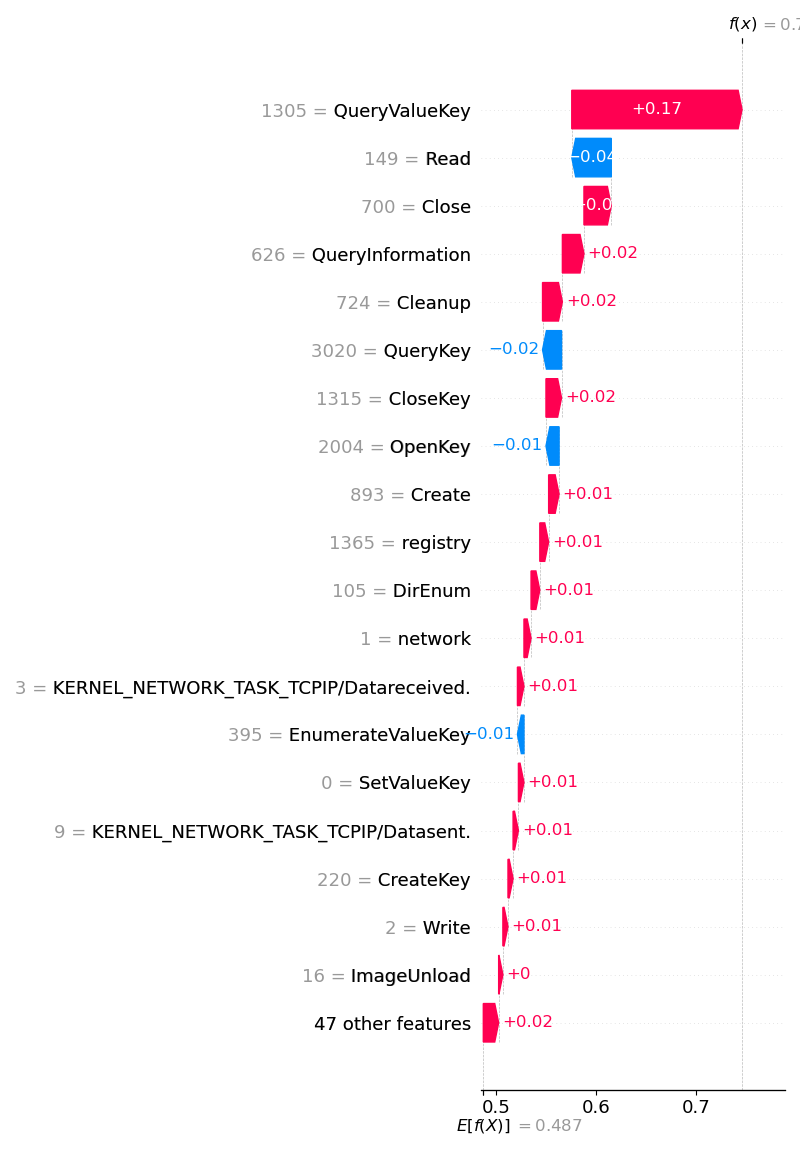 f(x) = 0.7
1305 = QueryValueKey
+0.17
149 = Read
−0.04
700 = Close
626 = QueryInformation
+0.02
724 = Cleanup
+0.02
3020 = QueryKey
−0.02
1315 = CloseKey
+0.02
2004 = OpenKey
−0.01
893 = Create
+0.01
1365 = registry
+0.01
105 = DirEnum
+0.01
1 = network
+0.01
3 = KERNEL_NETWORK_TASK_TCPIP/Datareceived.
+0.01
395 = EnumerateValueKey
−0.01
0 = SetValueKey
+0.01
9 = KERNEL_NETWORK_TASK_TCPIP/Datasent.
+0.01
220 = CreateKey
+0.01
2 = Write
+0.01
16 = ImageUnload
+0
47 other features
+0.02
0.5 0.6 0.7
E[f(X)] = 0.487